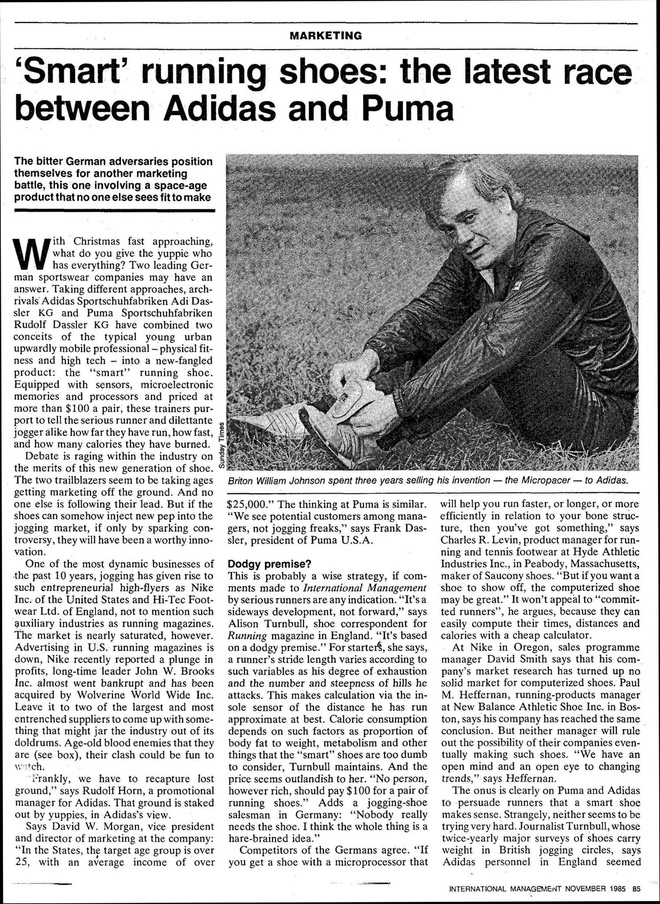 MARKETING
‘Smart’ running shoes: the latest race
between Adidas and Puma
The bitter German adversaries position
themselves for another marketing
battle, this one involving a space-age
product that no one else sees fit to make
With Christmas fast approaching,
what do you give the yuppie who
has everything? Two leading Ger-
man sportswear companies may have an
answer. Taking different approaches, arch-
rivals Adidas Sportschuhfabriken Adi Das-
sler KG and Puma Sportschuhfabriken
Rudolf Dassler KG have combined two
conceits of the typical young urban
upwardly mobile professional – physical fit-
ness and high tech – into a new-fangled
product: the “smart” running shoe.
Equipped with sensors, microelectronic
memories and processors and priced at
more than $100 a pair, these trainers pur-
port to tell the serious runner and dilettante
jogger alike how far they have run, how fast,
and how many calories they have burned.
Debate is raging within the industry on
the merits of this new generation of shoe.
The two trailblazers seem to be taking ages
getting marketing off the ground. And no
one else is following their lead. But if the
shoes can somehow inject new pep into the
jogging market, if only by sparking con-
troversy, they will have been a worthy inno-
vation.
One of the most dynamic businesses of
the past 10 years, jogging has given rise to
such entrepreneurial high-flyers as Nike
Inc. of the United States and Hi-Tec Foot-
wear Ltd. of England, not to mention such
auxiliary industries as running magazines.
The market is nearly saturated, however.
Advertising in U.S. running magazines is
down, Nike recently reported a plunge in
profits, long-time leader John W. Brooks
Inc. almost went bankrupt and has been
acquired by Wolverine World Wide Inc.
Leave it to two of the largest and most
entrenched suppliers to come up with some-
thing that might jar the industry out of its
doldrums. Age-old blood enemies that they
are (see box), their clash could be fun to
watch.
“Frankly, we have to recapture lost
ground,” says Rudolf Horn, a promotional
manager for Adidas. That ground is staked
out by yuppies, in Adidas’s view.
Says David W. Morgan, vice president
and director of marketing at the company:
“In the States, the target age group is over
25, with an average income of over
Sunday Times
Briton William Johnson spent three years selling his invention — the Micropacer — to Adidas.
$25,000.” The thinking at Puma is similar.
“We see potential customers among mana-
gers, not jogging freaks,” says Frank Das-
sler, president of Puma U.S.A.
Dodgy premise?
This is probably a wise strategy, if com-
ments made to International Management
by serious runners are any indication. “It’s a
sideways development, not forward,” says
Alison Turnbull, shoe correspondent for
Running magazine in England. “It’s based
on a dodgy premise.” For starters, she says,
a runner’s stride length varies according to
such variables as his degree of exhaustion
and the number and steepness of hills he
attacks. This makes calculation via the in-
sole sensor of the distance he has run
approximate at best. Calorie consumption
depends on such factors as proportion of
body fat to weight, metabolism and other
things that the “smart” shoes are too dumb
to consider, Turnbull maintains. And the
price seems outlandish to her. “No person,
however rich, should pay $100 for a pair of
running shoes.” Adds a jogging-shoe
salesman in Germany: “Nobody really
needs the shoe. I think the whole thing is a
hare-brained idea.”
Competitors of the Germans agree. “If
you get a shoe with a microprocessor that
will help you run faster, or longer, or more
efficiently in relation to your bone struc-
ture, then you’ve got something,” says
Charles R. Levin, product manager for run-
ning and tennis footwear at Hyde Athletic
Industries Inc., in Peabody, Massachusetts,
maker of Saucony shoes. “But if you want a
shoe to show off, the computerized shoe
may be great.” It won’t appeal to “commit-
ted runners”, he argues, because they can
easily compute their times, distances and
calories with a cheap calculator.
At Nike in Oregon, sales programme
manager David Smith says that his com-
pany’s market research has turned up no
solid market for computerized shoes. Paul
M. Heffernan, running-products manager
at New Balance Athletic Shoe Inc. in Bos-
ton, says his company has reached the same
conclusion. But neither manager will rule
out the possibility of their companies even-
tually making such shoes. “We have an
open mind and an open eye to changing
trends,” says Heffernan.
The onus is clearly on Puma and Adidas
to persuade runners that a smart shoe
makes sense. Strangely, neither seems to be
trying very hard. Journalist Turnbull, whose
twice-yearly major surveys of shoes carry
weight in British jogging circles, says
Adidas personnel in England seemed
INTERNATIONAL MANAGEMENT NOVEMBER 1985 85